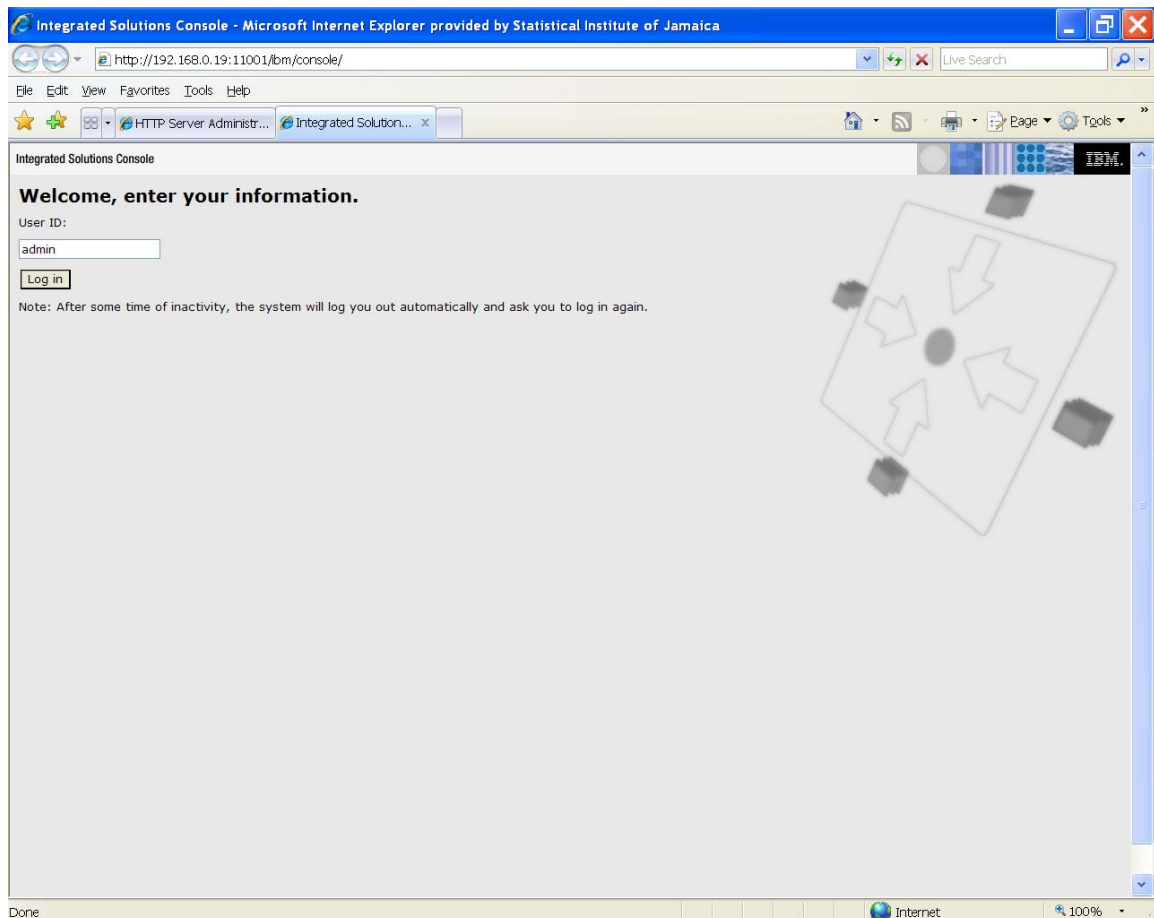 Integrated Solutions Console - Microsoft Internet Explorer provided by Statistical Institute of Jamaica
http://192.168.0.19:11001/ibm/console/
Live Search
File Edit View Favorites Tools Help
HTTP Server Administr...
Integrated Solution...
Page
Tools
Integrated Solutions Console
IBM.
Welcome, enter your information.
User ID:
admin
Log in
Note: After some time of inactivity, the system will log you out automatically and ask you to log in again.
Done
Internet
100%